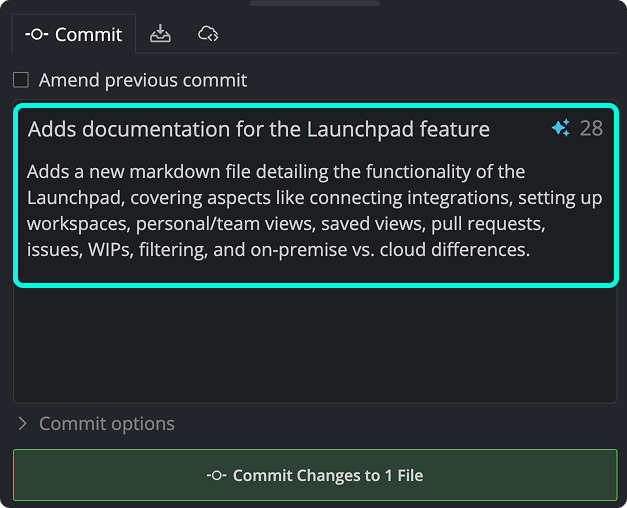 Commit
Amend previous commit
Adds documentation for the Launchpad feature 28
Adds a new markdown file detailing the functionality of the
Launchpad, covering aspects like connecting integrations, setting up
workspaces, personal/team views, saved views, pull requests,
issues, WIPs, filtering, and on-premise vs. cloud differences.
Commit options
Commit Changes to 1 File